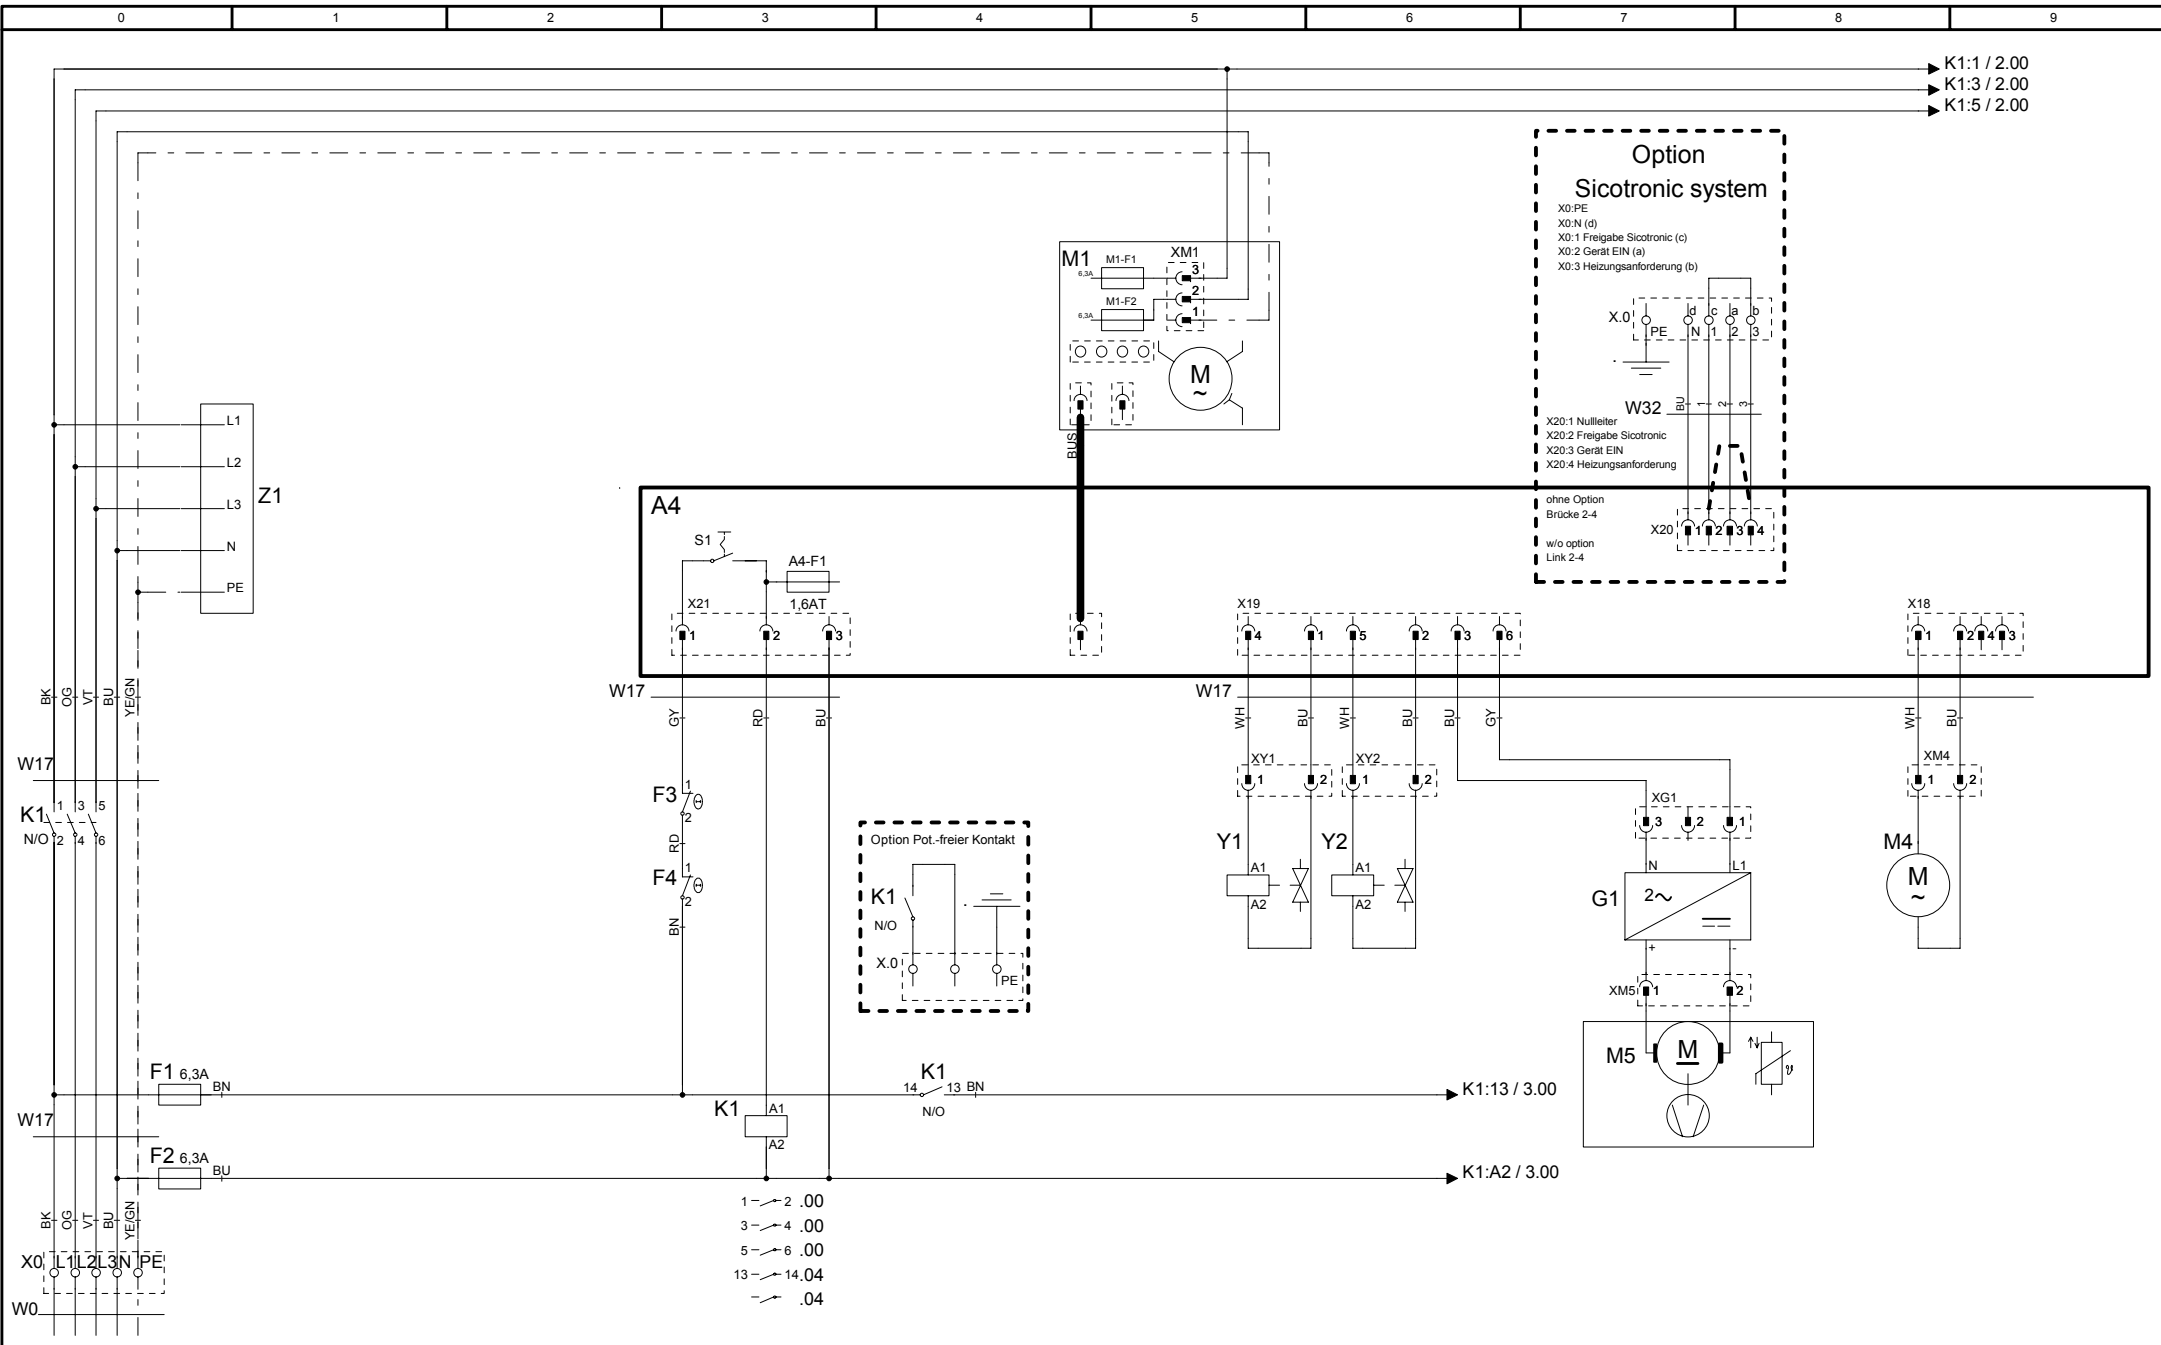 0 1 2 3 4 5 6 7 8 9
K1:1 / 2.00
K1:3 / 2.00
K1:5 / 2.00
Option
Sicotronic system
X0:PE
X0:N (d)
X0:1 Freigabe Sicotronic (c)
X0:2 Gerät EIN (a)
X0:3 Heizungsanforderung (b)
X.0
d c a b
PE N 1 2 3
W32
BU 1 2 3
X20:1 Nullleiter
X20:2 Freigabe Sicotronic
X20:3 Gerät EIN
X20:4 Heizungsanforderung
ohne Option
Brücke 2-4
w/o option
Link 2-4
X20 1 2 3 4
M1
6,3A M1-F1
6,3A M1-F2
XM1
3
2
1
M
~
BUS
L1
L2
L3
N
PE
Z1
A4
S1
A4-F1
1,6AT
X21
1 2 3
X19
4 1 5 2 3 6
X18
1 2 4 3
BK OG VT BU YE/GN
W17
GY RD BU
W17
WH BU WH BU BU GY
WH BU
W17
K1
N/O
1 3 5
2 4 6
F3
1
2
RD
F4
1
2
BN
Option Pot.-freier Kontakt
K1
N/O
X.0
PE
XY1
1 2
Y1
A1
A2
XY2
1 2
Y2
A1
A2
XG1
3 2 1
N L1
G1
2~
+ -
XM5 1 2
M5
M
υ
XM4
1 2
M4
M
~
F1 6,3A
BN
K1
14 13 BN
N/O
K1:13 / 3.00
W17
K1
A1
A2
F2 6,3A
BU
K1:A2 / 3.00
1 2 .00
3 4 .00
5 6 .00
13 14 .04
.04
BK OG VT BU YE/GN
X0 L1 L2 L3 N PE
W0